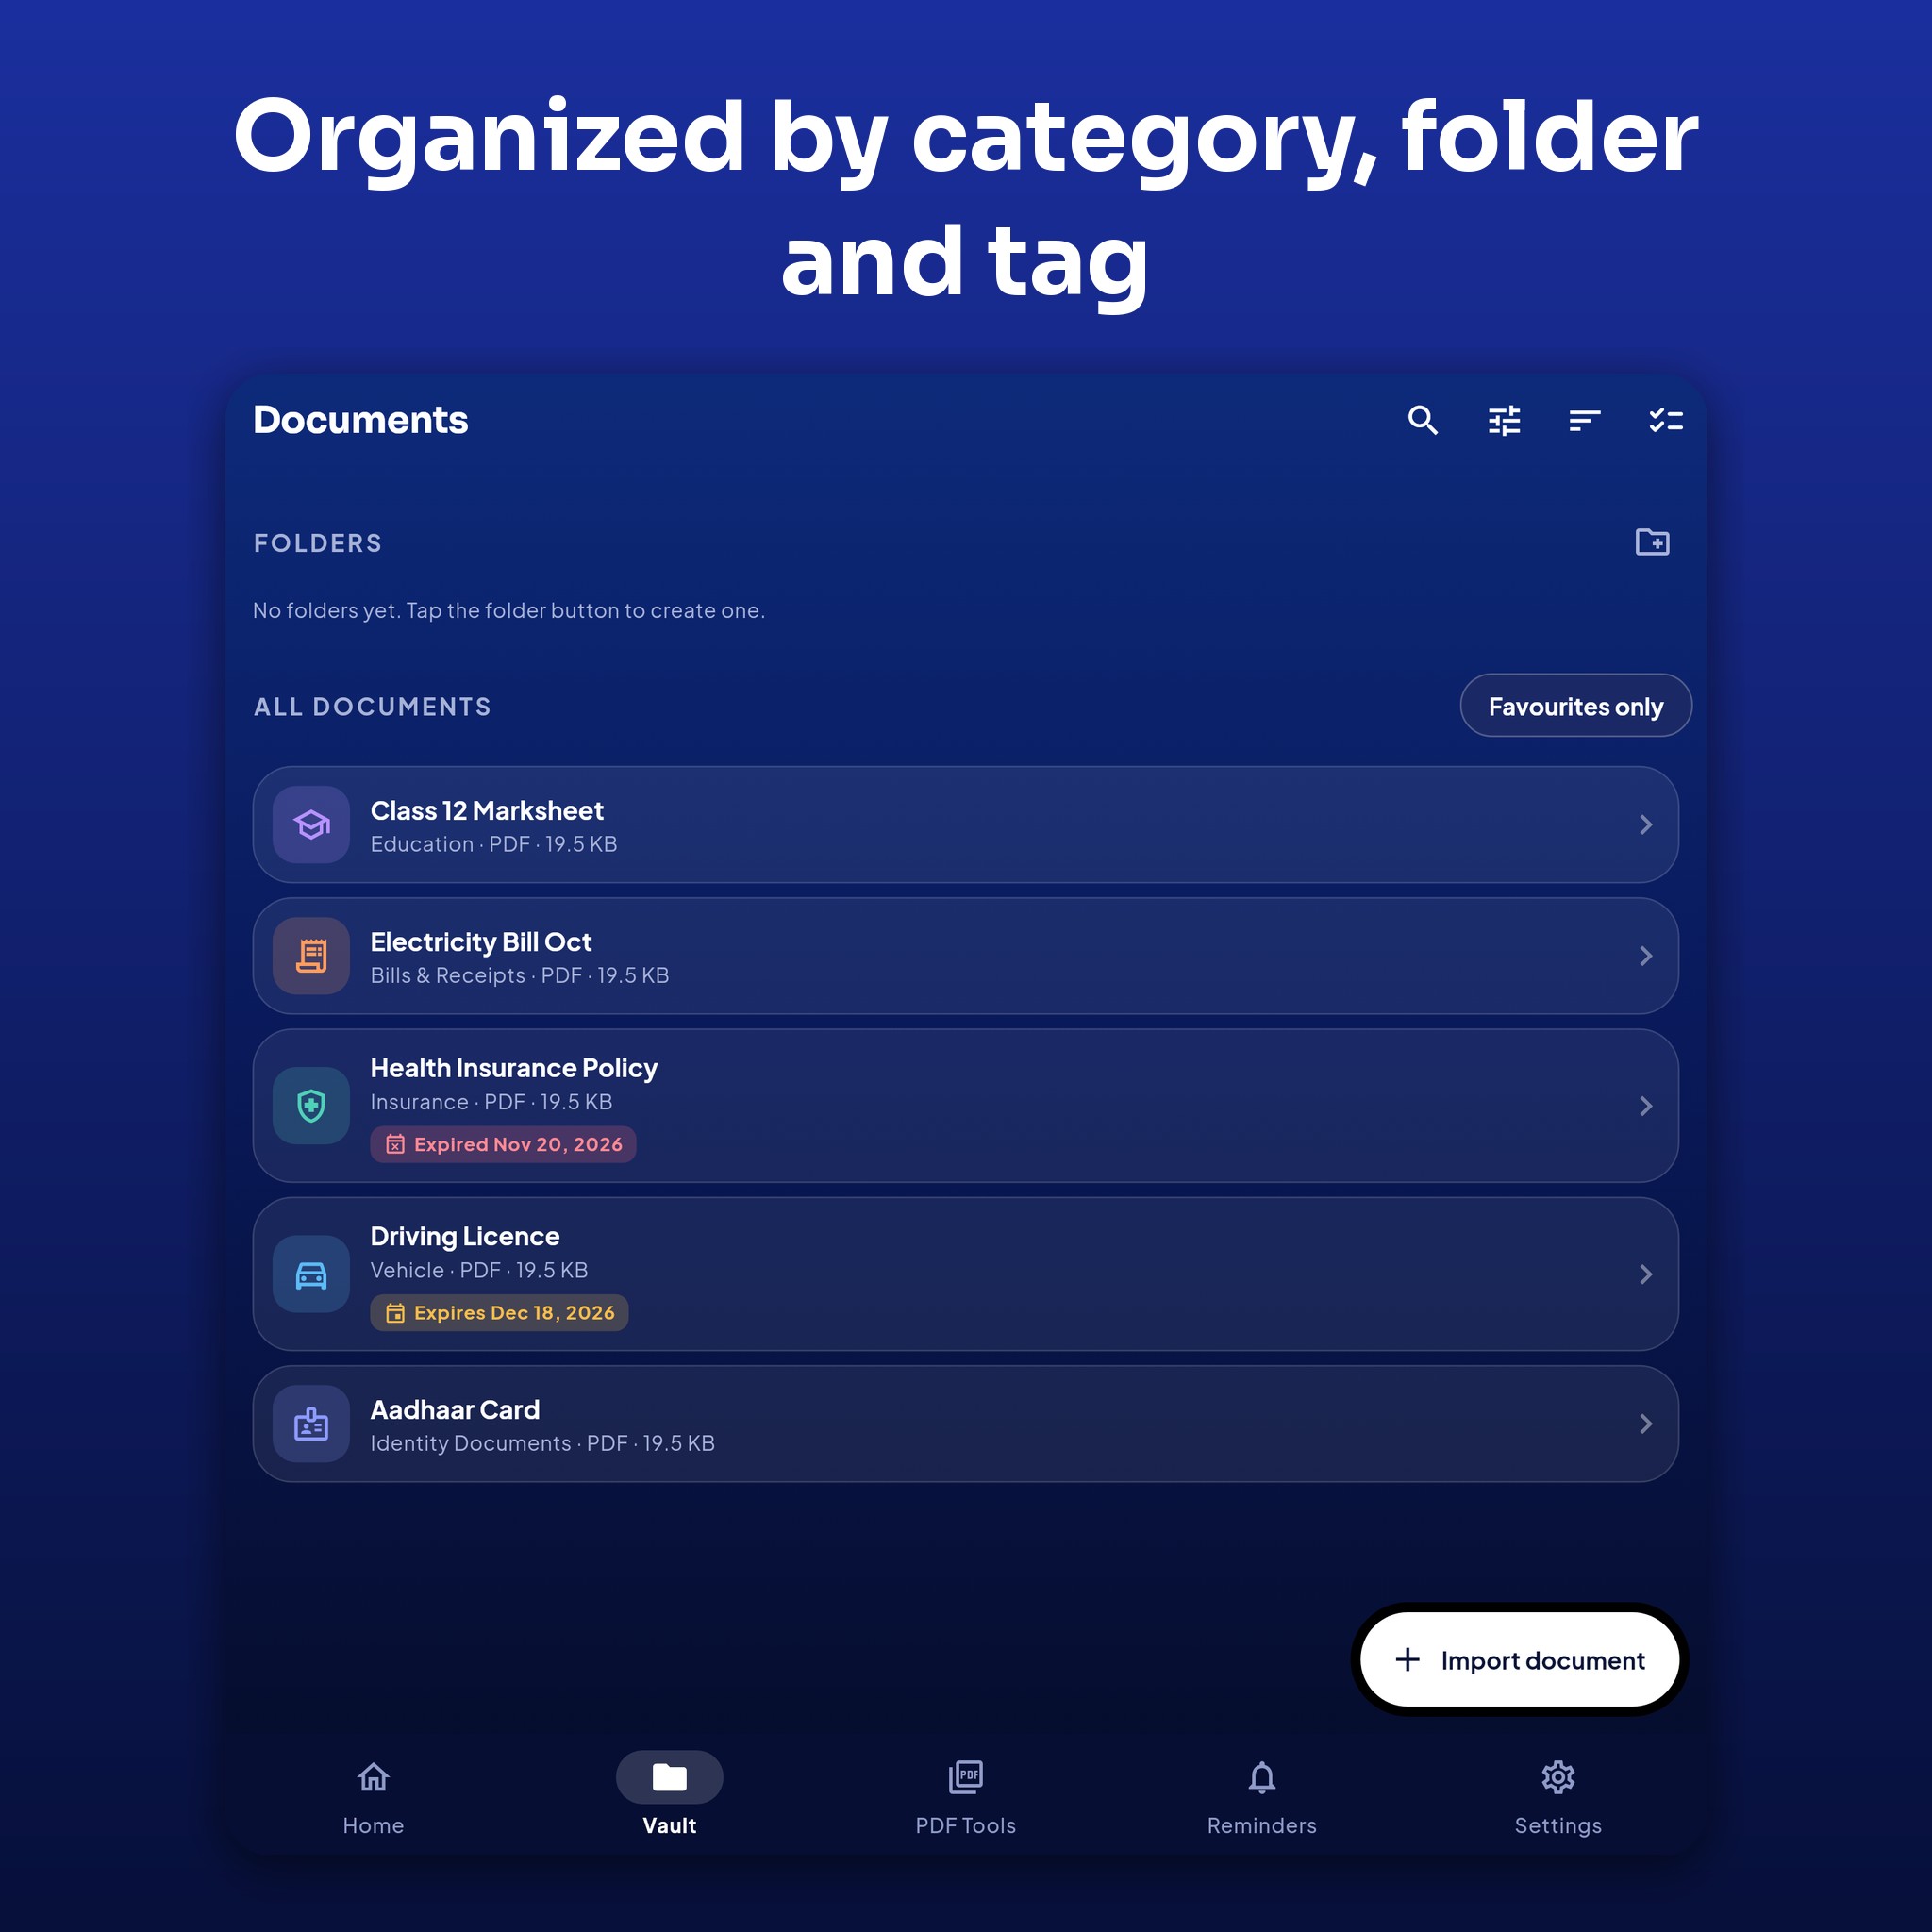 Organized by category, folder
and tag
Documents
FOLDERS
No folders yet. Tap the folder button to create one.
ALL DOCUMENTS
Favourites only
Class 12 Marksheet
Education · PDF · 19.5 KB
Electricity Bill Oct
Bills & Receipts · PDF · 19.5 KB
Health Insurance Policy
Insurance · PDF · 19.5 KB
Expired Nov 20, 2026
Driving Licence
Vehicle · PDF · 19.5 KB
Expires Dec 18, 2026
Aadhaar Card
Identity Documents · PDF · 19.5 KB
Import document
PDF
Home
Vault
PDF Tools
Reminders
Settings